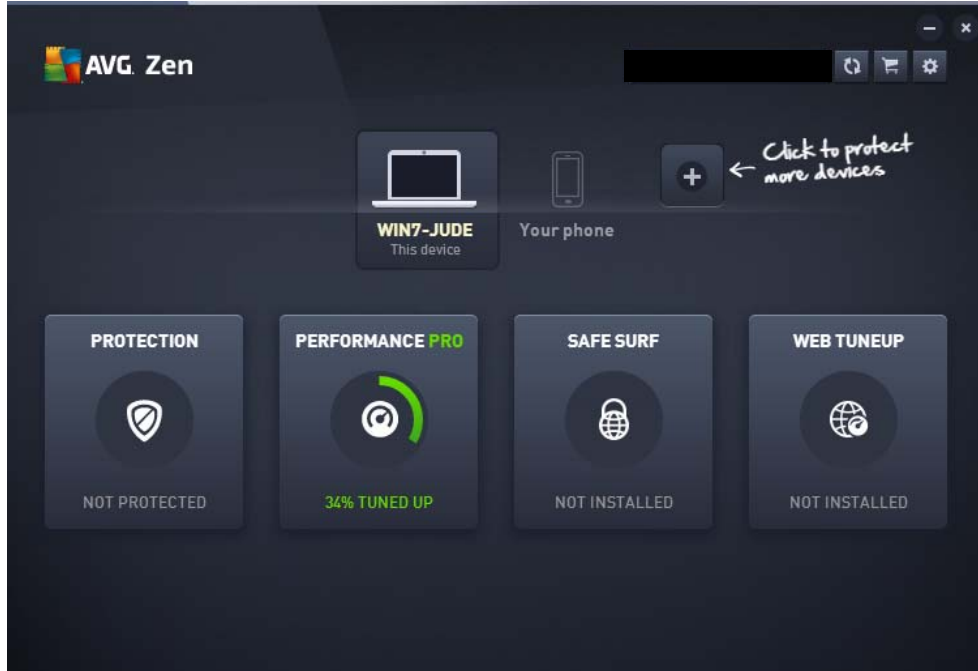 AVG Zen
Click to protect
more devices
WIN7-JUDE
This device
Your phone
PROTECTION
PERFORMANCE PRO
SAFE SURF
WEB TUNEUP
NOT PROTECTED
34% TUNED UP
NOT INSTALLED
NOT INSTALLED